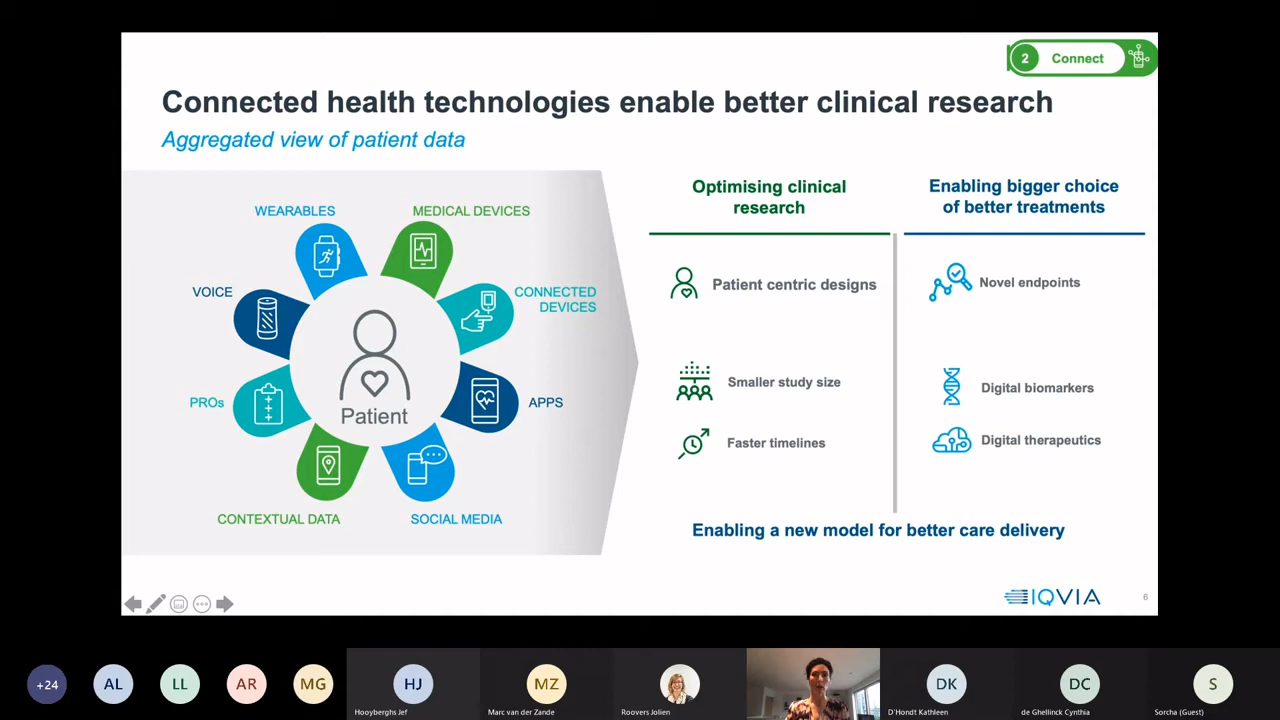 2
Connect
Connected health technologies enable better clinical research
Aggregated view of patient data
WEARABLES
MEDICAL DEVICES
VOICE
CONNECTED
DEVICES
PROs
APPS
Patient
CONTEXTUAL DATA
SOCIAL MEDIA
Optimising clinical
research
Patient centric designs
Smaller study size
Faster timelines
Enabling bigger choice
of better treatments
Novel endpoints
Digital biomarkers
Digital therapeutics
Enabling a new model for better care delivery
IQVIA
6
+24
AL
LL
AR
MG
HJ
Hooyberghs Jef
MZ
Marc van der Zande
Roovers Jolien
DK
D'Hondt Kathleen
DC
de Ghellinck Cynthia
S
Sorcha (Guest)